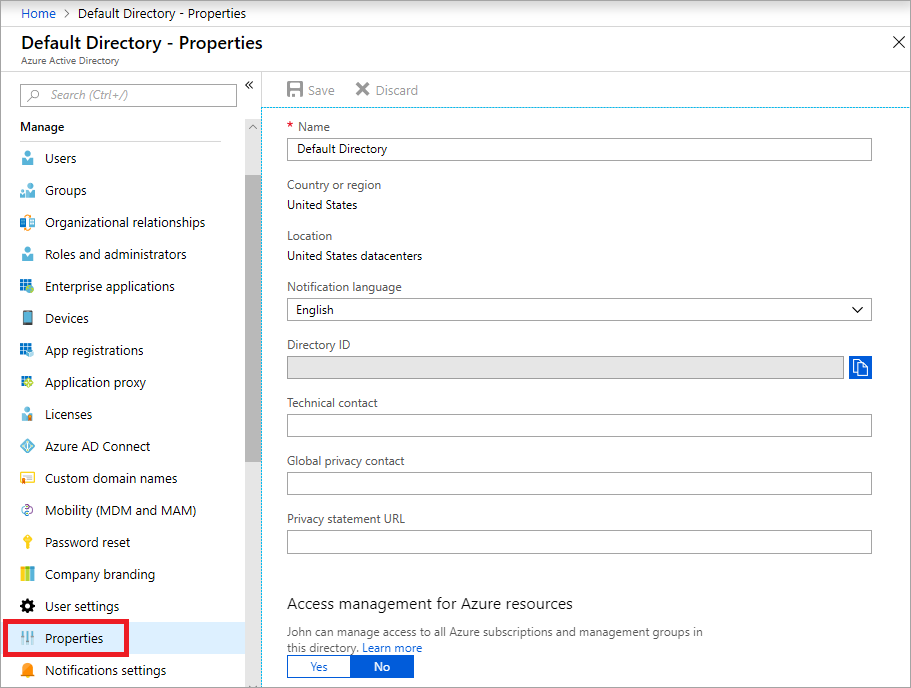 Home > Default Directory - Properties
Default Directory - Properties
Azure Active Directory
Search (Ctrl+/)
«
Manage
Users
Groups
Organizational relationships
Roles and administrators
Enterprise applications
Devices
App registrations
Application proxy
Licenses
Azure AD Connect
Custom domain names
Mobility (MDM and MAM)
Password reset
Company branding
User settings
Properties
Notifications settings
Save Discard
* Name
Default Directory
Country or region
United States
Location
United States datacenters
Notification language
English
Directory ID
Technical contact
Global privacy contact
Privacy statement URL
Access management for Azure resources
John can manage access to all Azure subscriptions and management groups in
this directory. Learn more
Yes No